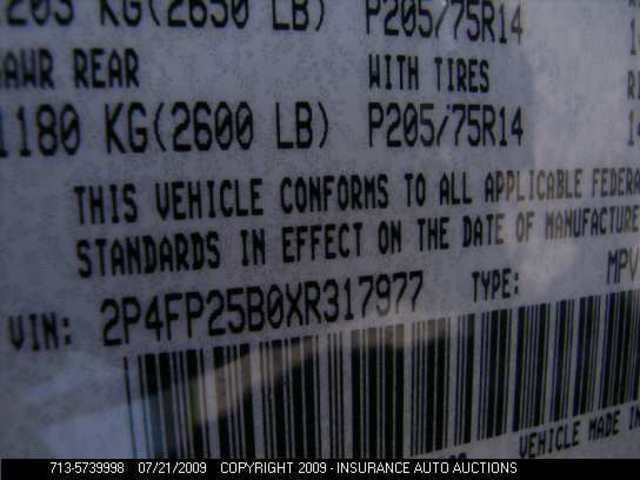 1203 KG(2650 LB) P205/75R14
GAWR REAR WITH TIRES
1180 KG(2600 LB) P205/75R14
THIS VEHICLE CONFORMS TO ALL APPLICABLE FEDERA
STANDARDS IN EFFECT ON THE DATE OF MANUFACTURE
VIN: 2P4FP25B0XR317977 TYPE: MPV
VEHICLE MADE IN
713-5739998 07/21/2009 COPYRIGHT 2009 - INSURANCE AUTO AUCTIONS